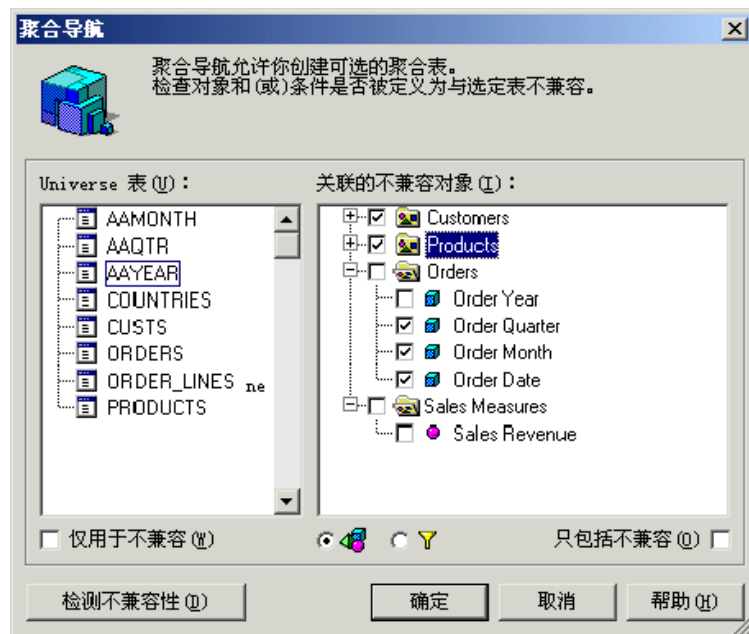 聚合导航
聚合导航允许你创建可选的聚合表。
检查对象和(或)条件是否被定义为与选定表不兼容。
Universe 表(U)：
AAMONTH
AAQTR
AAYEAR
COUNTRIES
CUSTS
ORDERS
ORDER_LINES ne
PRODUCTS
关联的不兼容对象(I)：
Customers
Products
Orders
Order Year
Order Quarter
Order Month
Order Date
Sales Measures
Sales Revenue
仅用于不兼容(W)
只包括不兼容(O)
检测不兼容性(D)
确定
取消
帮助(H)